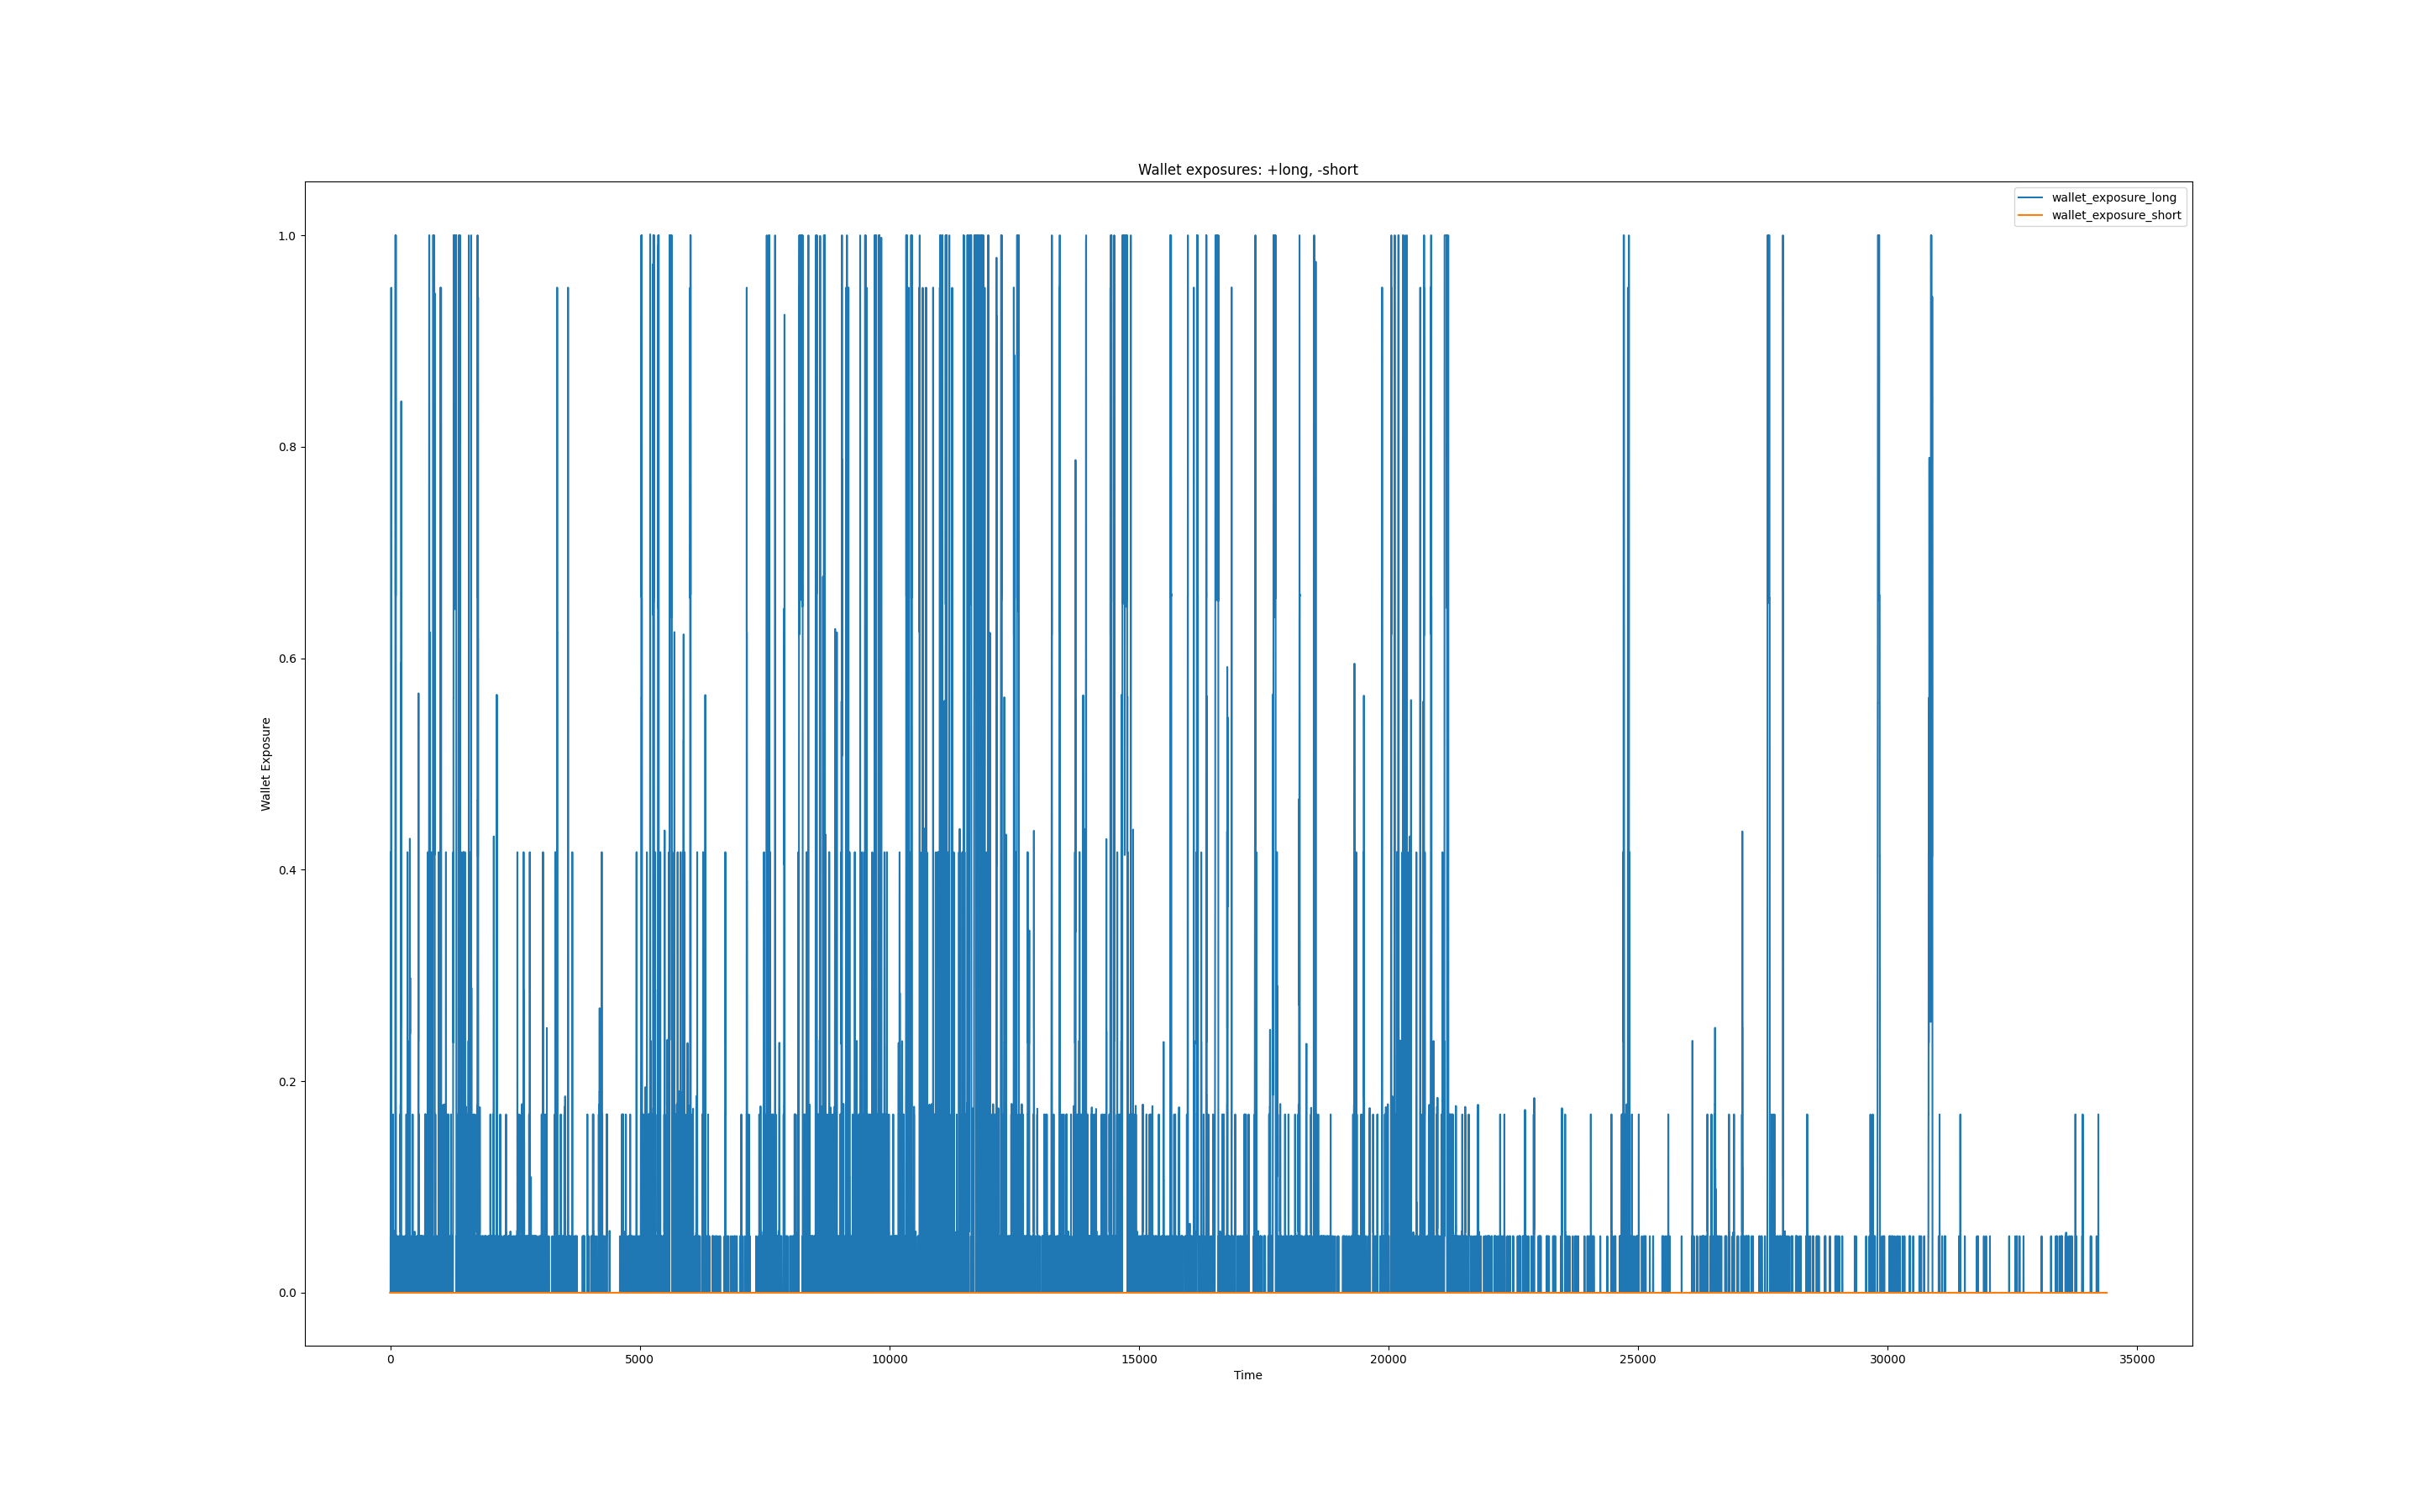 Wallet exposures: +long, -short
wallet_exposure_long
wallet_exposure_short
1.0
0.8
0.6
0.4
0.2
0.0
Wallet Exposure
0 5000 10000 15000 20000 25000 30000 35000
Time